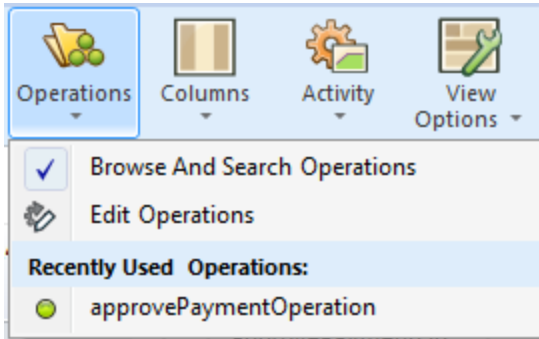 Operations
Columns
Activity
View
Options
Browse And Search Operations
Edit Operations
Recently Used Operations:
approvePaymentOperation